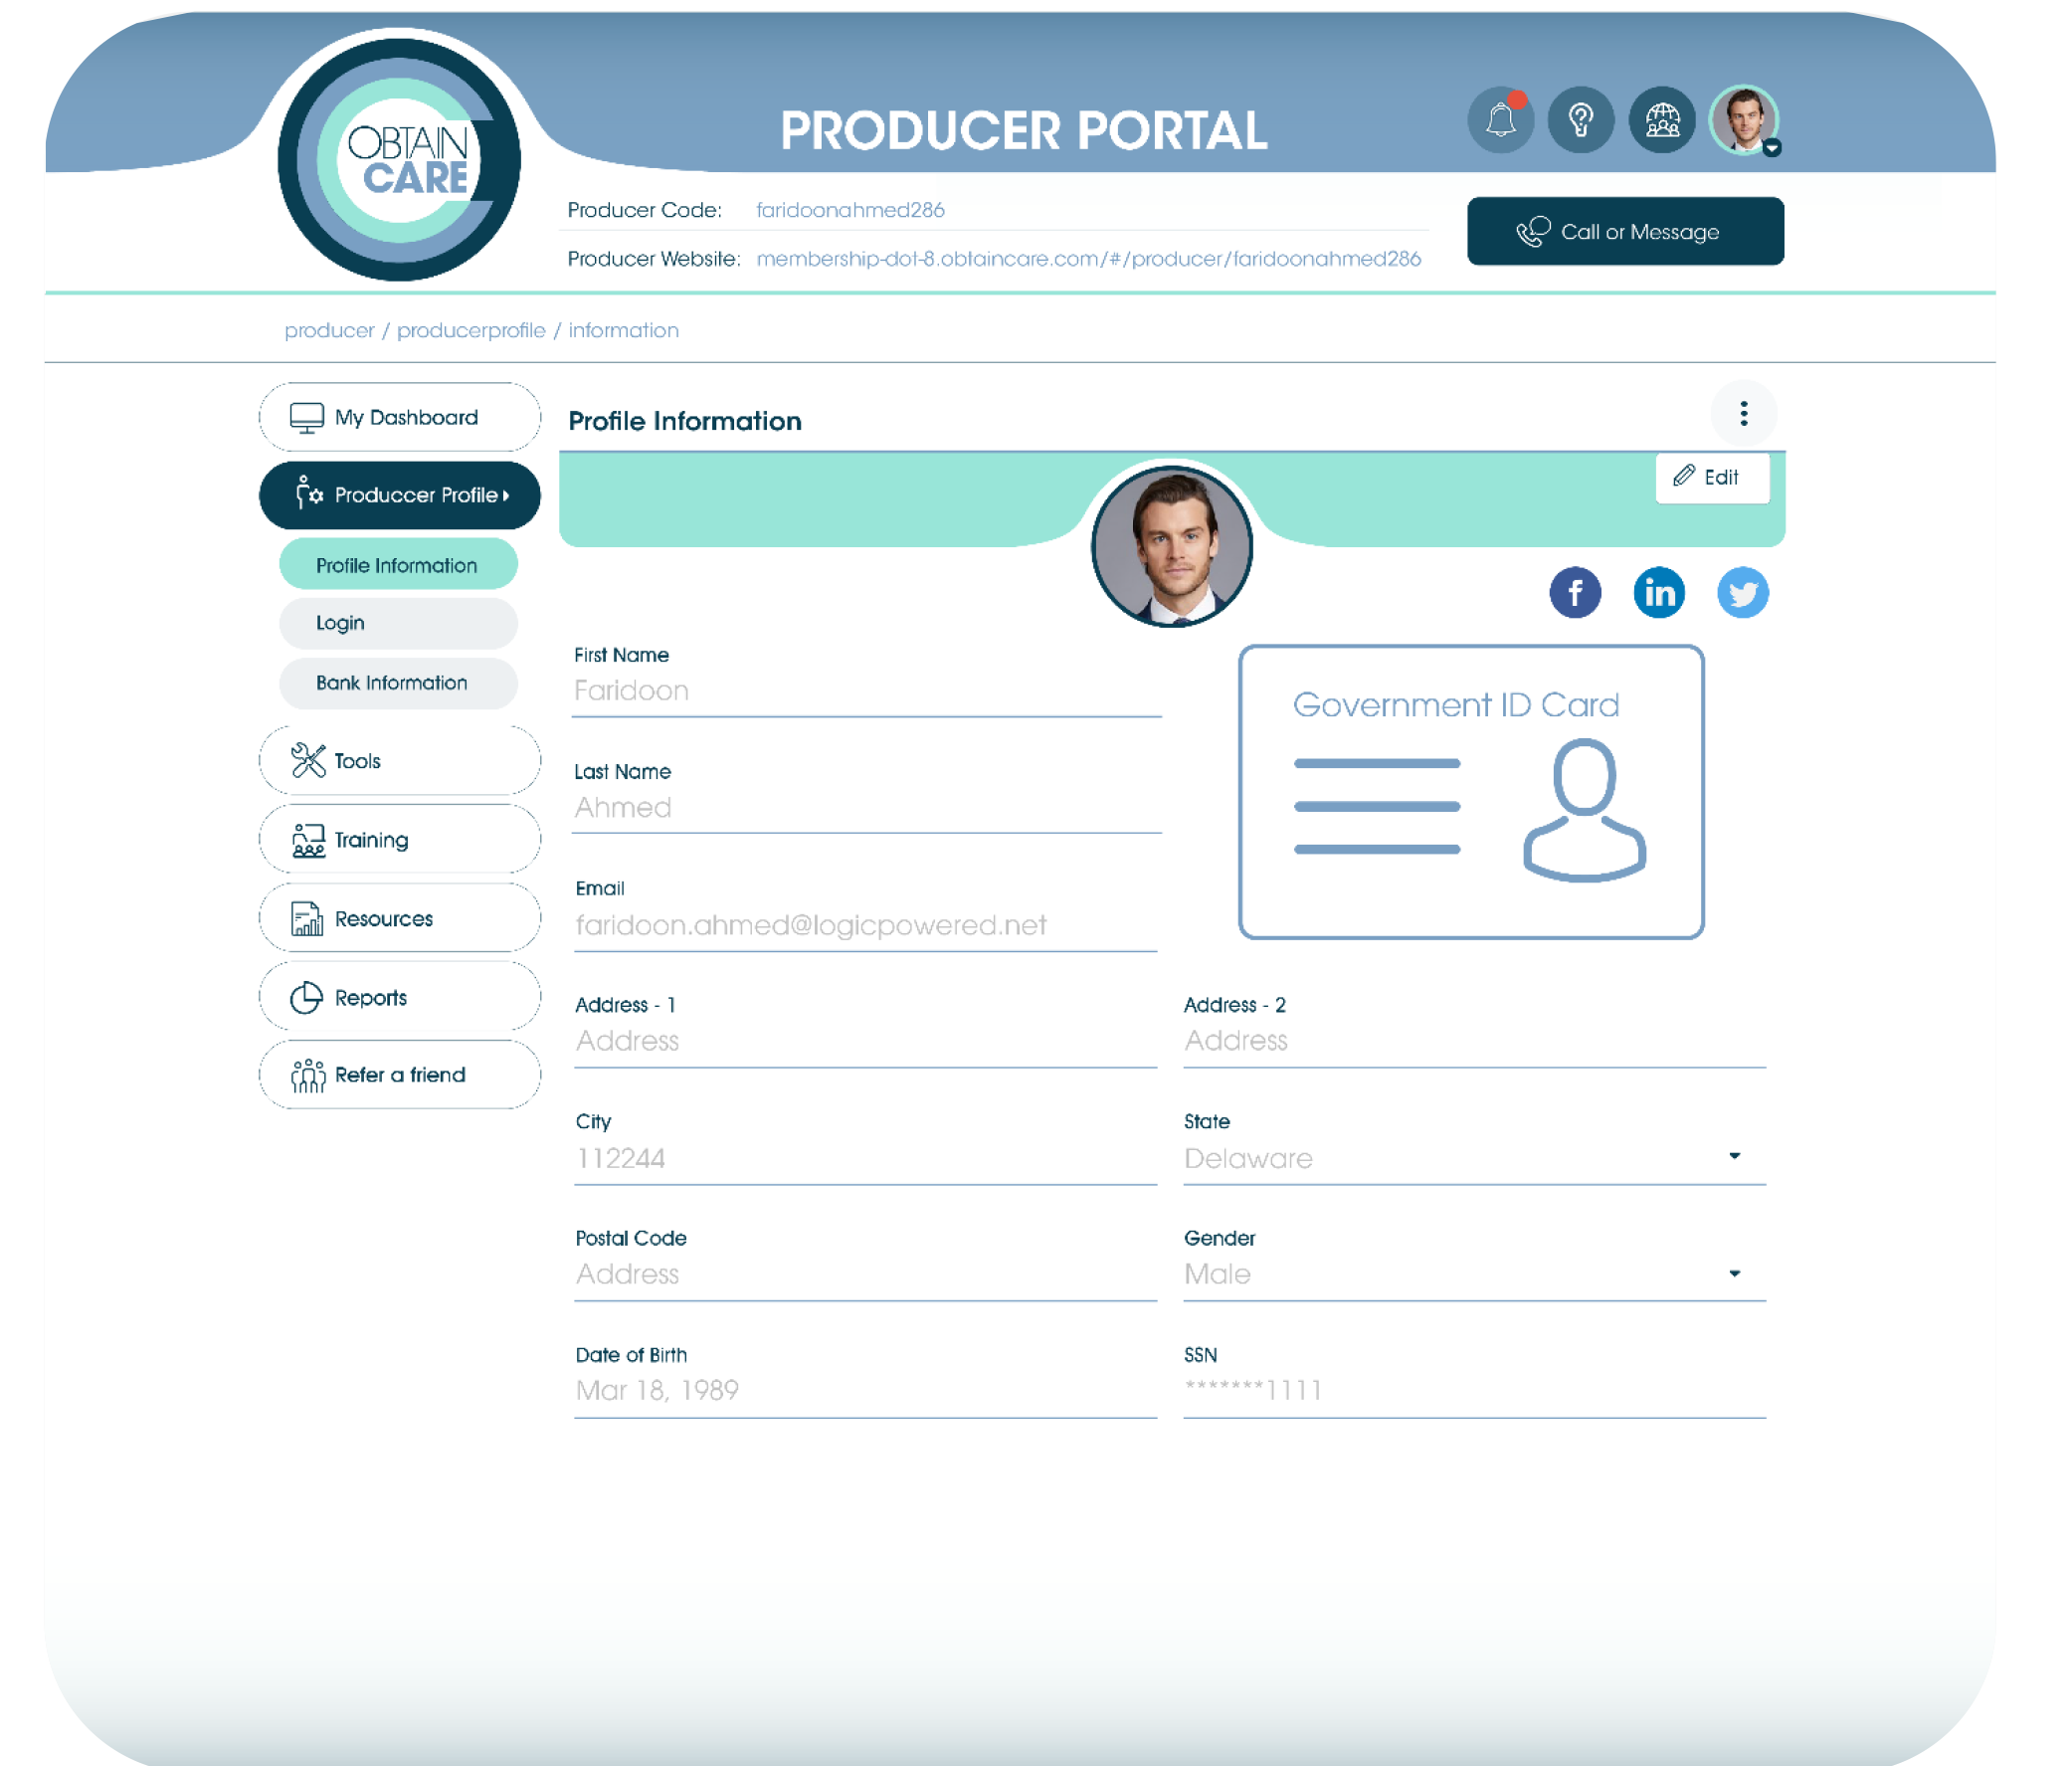 OBTAIN
CARE
PRODUCER PORTAL
Producer Code: faridoonahmed286
Producer Website: membership-dot-8.obtaincare.com/#/producer/faridoonahmed286
Call or Message
producer / producerprofile / information
My Dashboard
Produccer Profile
Profile Information
Login
Bank Information
Tools
Training
Resources
Reports
Refer a friend
Profile Information
Edit
f in
First Name
Faridoon
Government ID Card
Last Name
Ahmed
Email
faridoon.ahmed@logicpowered.net
Address - 1 Address - 2
Address Address
City State
112244 Delaware
Postal Code Gender
Address Male
Date of Birth SSN
Mar 18, 1989 *******1111